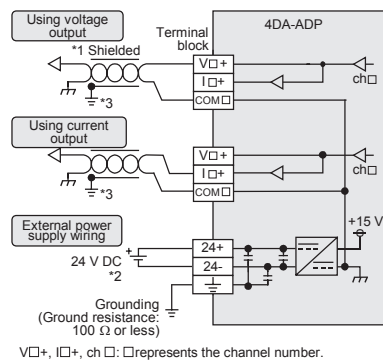 Using voltage
output
*1 Shielded
*3
Terminal
block
V□+
I□+
COM□
4DA-ADP
ch□
Using current
output
*3
V□+
I□+
COM□
ch□
External power
supply wiring
24 V DC
*2
+
-
24+
24-
+15 V
Grounding
(Ground resistance:
100 Ω or less)
V□+, I□+, ch □: □represents the channel number.